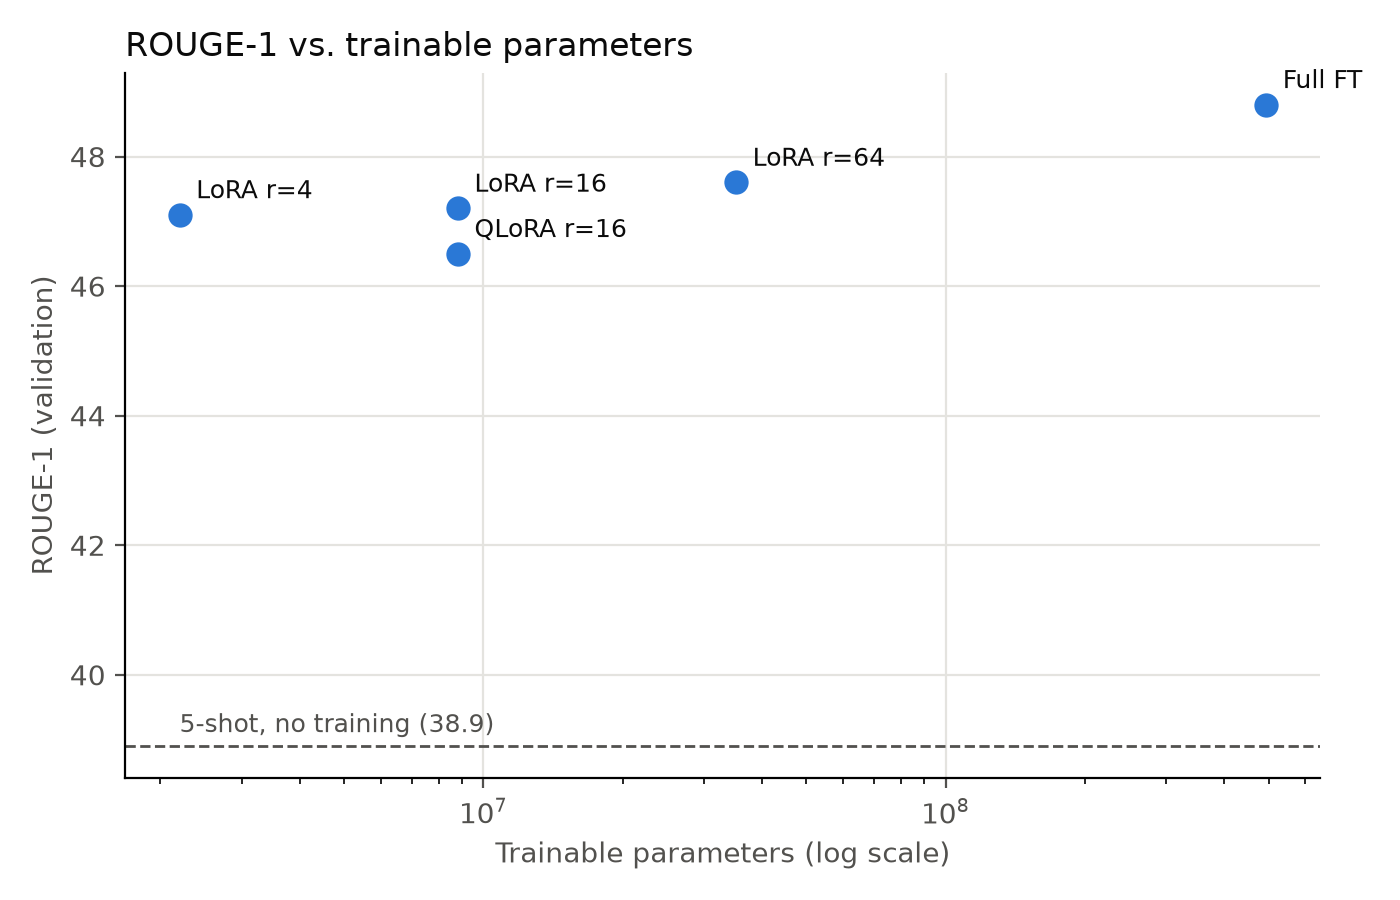 ROUGE-1 vs. trainable parameters
Full FT
LoRA r=64
LoRA r=16
LoRA r=4
QLoRA r=16
48
46
44
42
40
ROUGE-1 (validation)
5-shot, no training (38.9)
10⁷
10⁸
Trainable parameters (log scale)